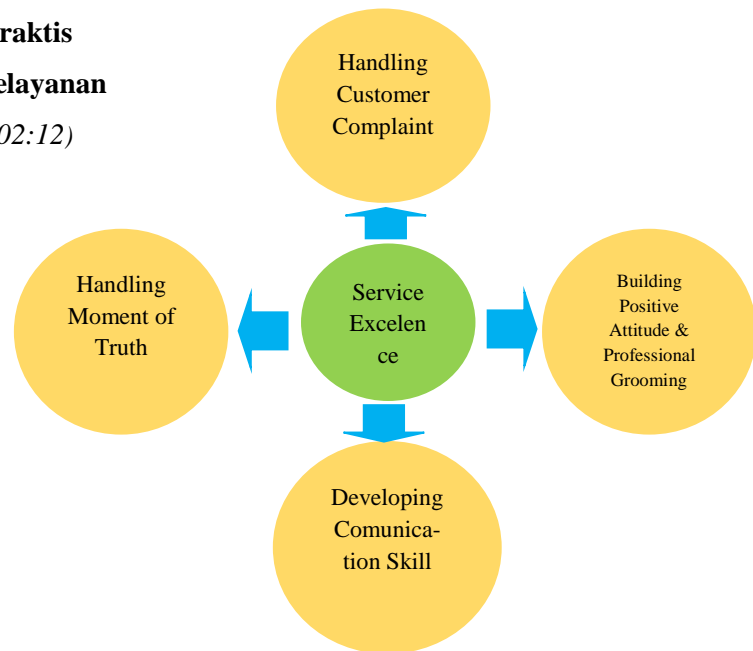 raktis
elayanan
02:12)
Handling
Customer
Complaint
Handling
Moment of
Truth
Service
Excelen
ce
Building
Positive
Attitude &
Professional
Grooming
Developing
Comunica-
tion Skill